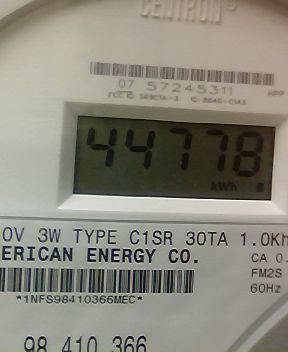 CENTRON®
07 57245311
44778
kWh
0V 3W TYPE C1SR 30TA 1.0Kh
ERICAN ENERGY CO.
CA 0.
FM2S
60Hz
*1NFS98410366MEC*
98 410 366